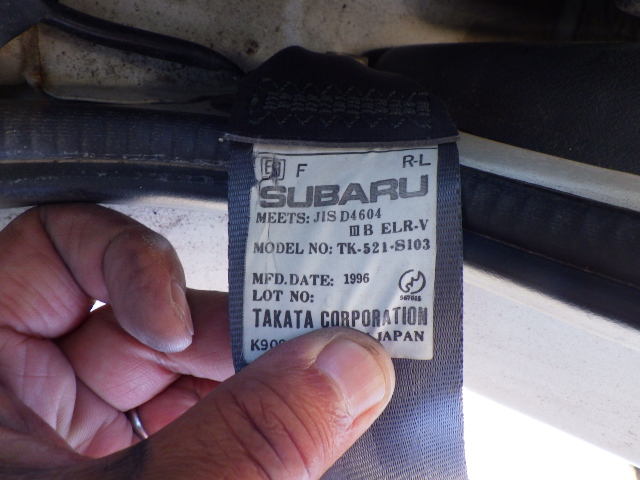 F R-L
SUBARU
MEETS: JIS D4604
ⅢB ELR-V
MODEL NO: TK-521-S103
MFD. DATE: 1996
LOT NO:
TAKATA CORPORATION
JAPAN